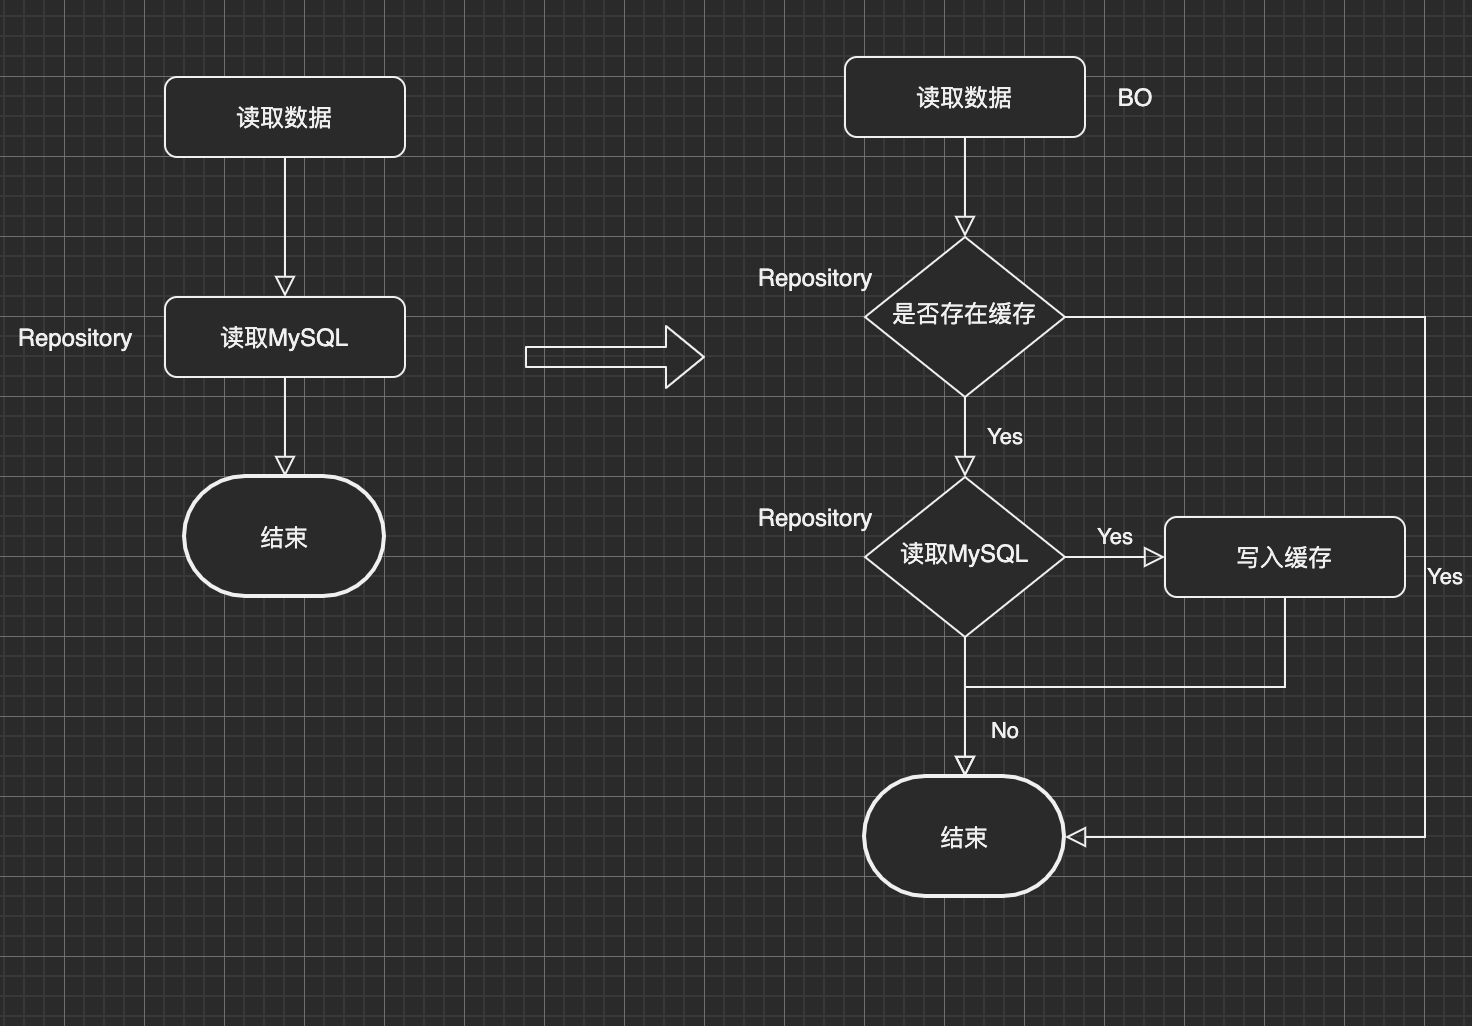 读取数据
Repository
读取MySQL
结束
读取数据
BO
Repository
是否存在缓存
Yes
Repository
读取MySQL
Yes
写入缓存
Yes
No
结束